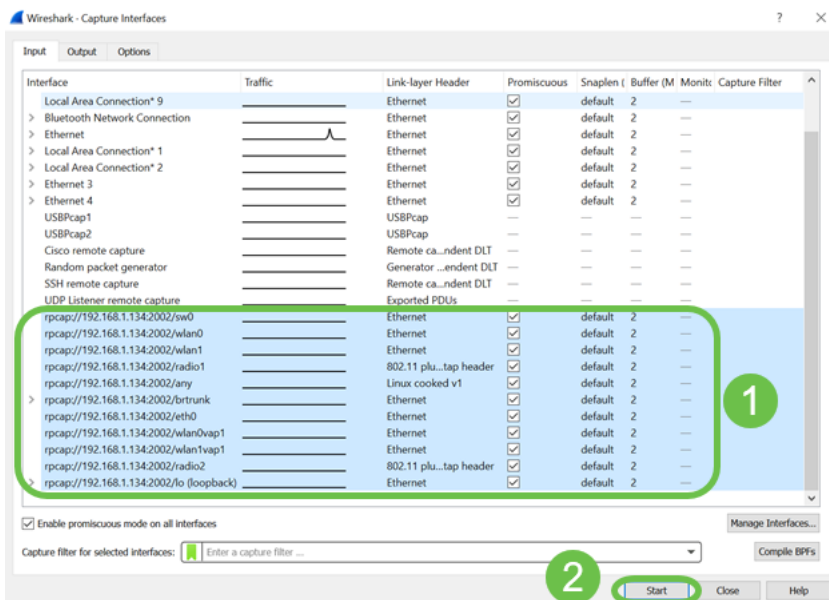 Wireshark - Capture Interfaces
Input Output Options
Interface Traffic Link-layer Header Promiscuous Snaplen ( Buffer (M Monitc Capture Filter
Local Area Connection* 9 Ethernet default 2 —
Bluetooth Network Connection Ethernet default 2 —
Ethernet Ethernet default 2 —
Local Area Connection* 1 Ethernet default 2 —
Local Area Connection* 2 Ethernet default 2 —
Ethernet 3 Ethernet default 2 —
Ethernet 4 Ethernet default 2 —
USBPcap1 USBPcap — — — —
USBPcap2 USBPcap — — — —
Cisco remote capture Remote ca...ndent DLT — — — —
Random packet generator Generator ...endent DLT — — — —
SSH remote capture Remote ca...ndent DLT — — — —
UDP Listener remote capture Exported PDUs — — — —
rpcap://192.168.1.134:2002/sw0 Ethernet default 2 —
rpcap://192.168.1.134:2002/wlan0 Ethernet default 2 —
rpcap://192.168.1.134:2002/wlan1 Ethernet default 2 —
rpcap://192.168.1.134:2002/radio1 802.11 plu...tap header default 2 —
rpcap://192.168.1.134:2002/any Linux cooked v1 default 2 —
rpcap://192.168.1.134:2002/brtrunk Ethernet default 2 —
rpcap://192.168.1.134:2002/eth0 Ethernet default 2 —
rpcap://192.168.1.134:2002/wlan0vap1 Ethernet default 2 —
rpcap://192.168.1.134:2002/wlan1vap1 Ethernet default 2 —
rpcap://192.168.1.134:2002/radio2 802.11 plu...tap header default 2 —
rpcap://192.168.1.134:2002/lo (loopback) Ethernet default 2 —
1
Enable promiscuous mode on all interfaces Manage Interfaces...
Capture filter for selected interfaces: Enter a capture filter ... Compile BPFs
2
Start Close Help